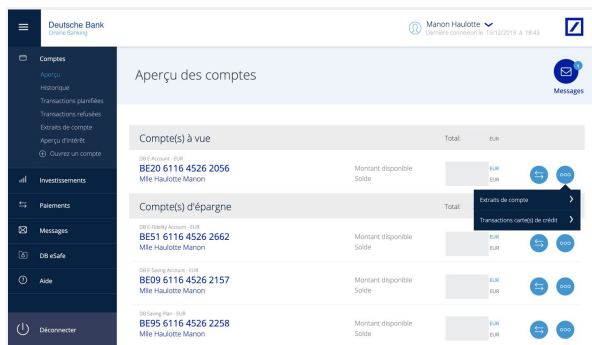 Deutsche Bank
Online Banking
Manon Haulotte
Dernière connexion le 15/12/2019 à 18:43
Comptes
Aperçu
Historique
Transactions planifiées
Transactions refusées
Extraits de compte
Aperçu d'intérêt
Ouvrez un compte
Investissements
Paiements
Messages
DB eSafe
Aide
Déconnecter
Aperçu des comptes
Messages
Compte(s) à vue Total: EUR
DB E-Account - EUR
BE20 6116 4526 2056 Montant disponible EUR
Mlle Haulotte Manon Solde EUR
Extraits de compte
Transactions carte(s) de crédit
Compte(s) d'épargne Total:
DB E-Fidelity Account - EUR
BE51 6116 4526 2662 Montant disponible EUR
Mlle Haulotte Manon Solde EUR
DB E-Saving Account - EUR
BE09 6116 4526 2157 Montant disponible EUR
Mlle Haulotte Manon Solde EUR
DB Saving Plan - EUR
BE95 6116 4526 2258 Montant disponible EUR
Mlle Haulotte Manon Solde EUR